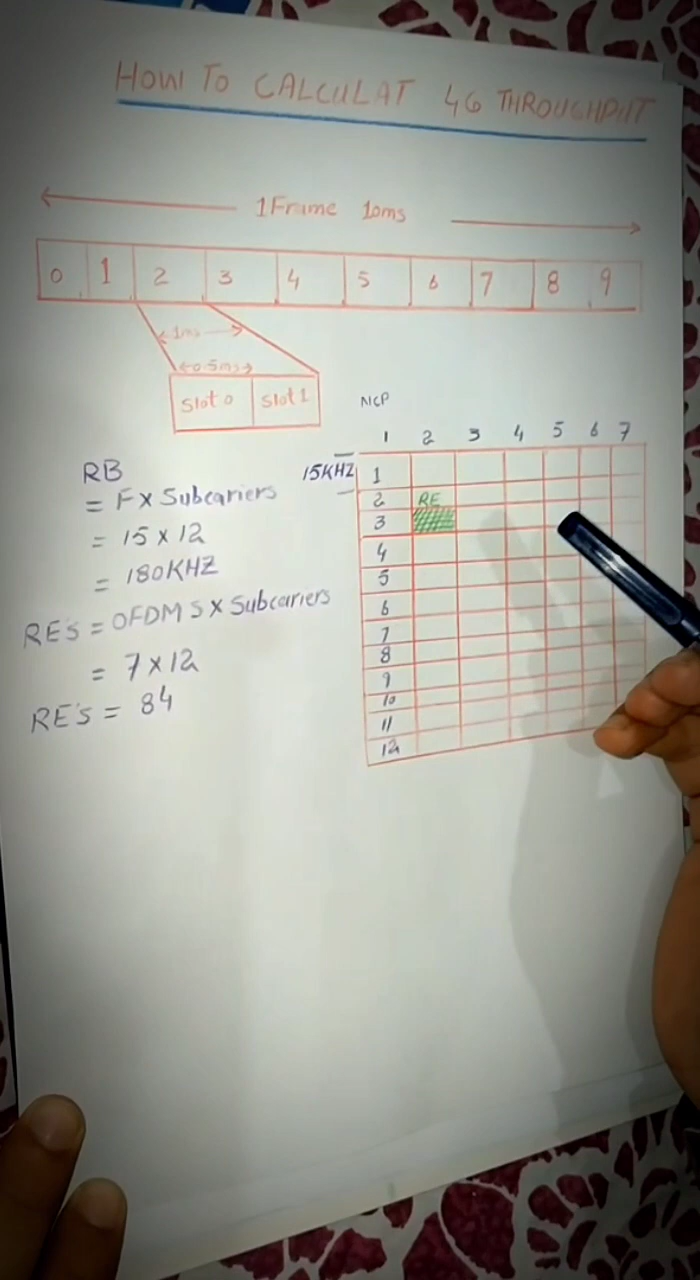 HOW TO CALCULAT 4G THROUGHPUT
1Frame 10ms
0 1 2 3 4 5 6 7 8 9
1ms
0.5ms
Slot 0 Slot 1
NCP
1 2 3 4 5 6 7
15KHZ
1
2 RE
3
4
5
6
7
8
9
10
11
12
RB
= F x Subcariers
= 15 x 12
= 180KHZ
RE'S = OFDM S x Subcariers
= 7 x 12
RE'S = 84